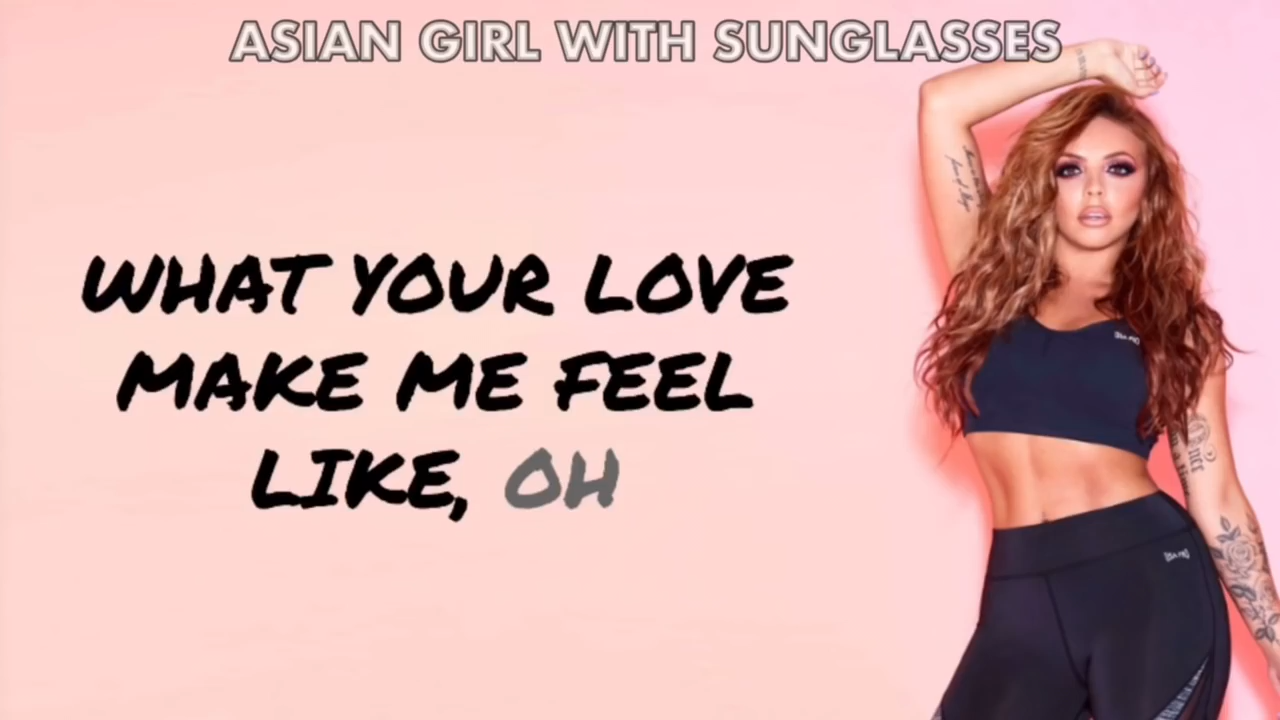 ASIAN GIRL WITH SUNGLASSES
WHAT YOUR LOVE
MAKE ME FEEL
LIKE, OH